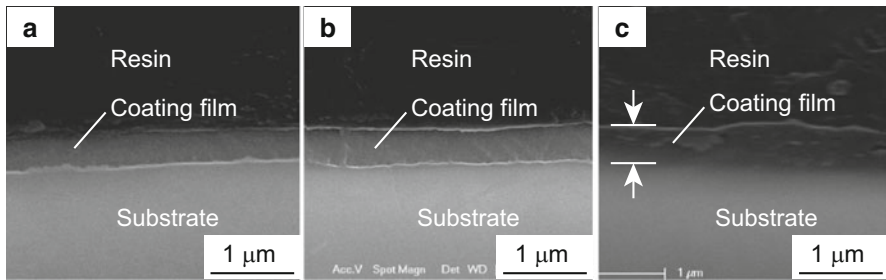 a
Resin
Coating film
Substrate
1 μm
b
Resin
Coating film
Substrate
Acc.V Spot Magn Det WD
1 μm
c
Resin
Coating film
Substrate
1 μm
1 μm